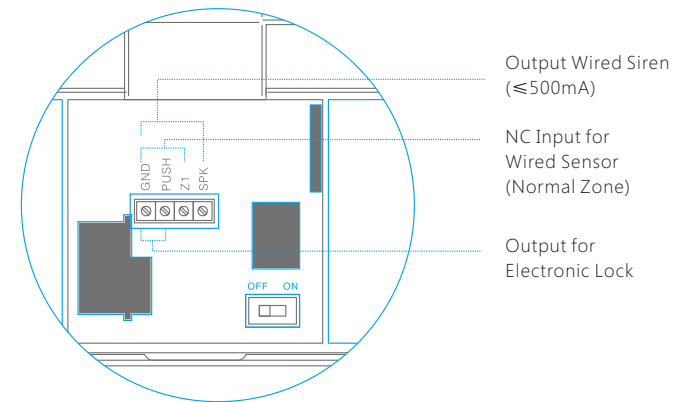 Output Wired Siren
(≤500mA)
NC Input for
Wired Sensor
(Normal Zone)
GND
PUSH
Z1
SPK
Output for
Electronic Lock
OFF ON